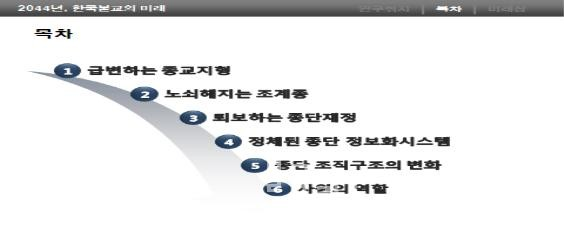 2044년, 한국불교의 미래
연구취지 | 목차 | 미래상
목차
1 급변하는 종교지형
2 노쇠해지는 조계종
3 퇴보하는 종단재정
4 정체된 종단 정보화시스템
5 종단 조직구조의 변화
6 사원의 역할